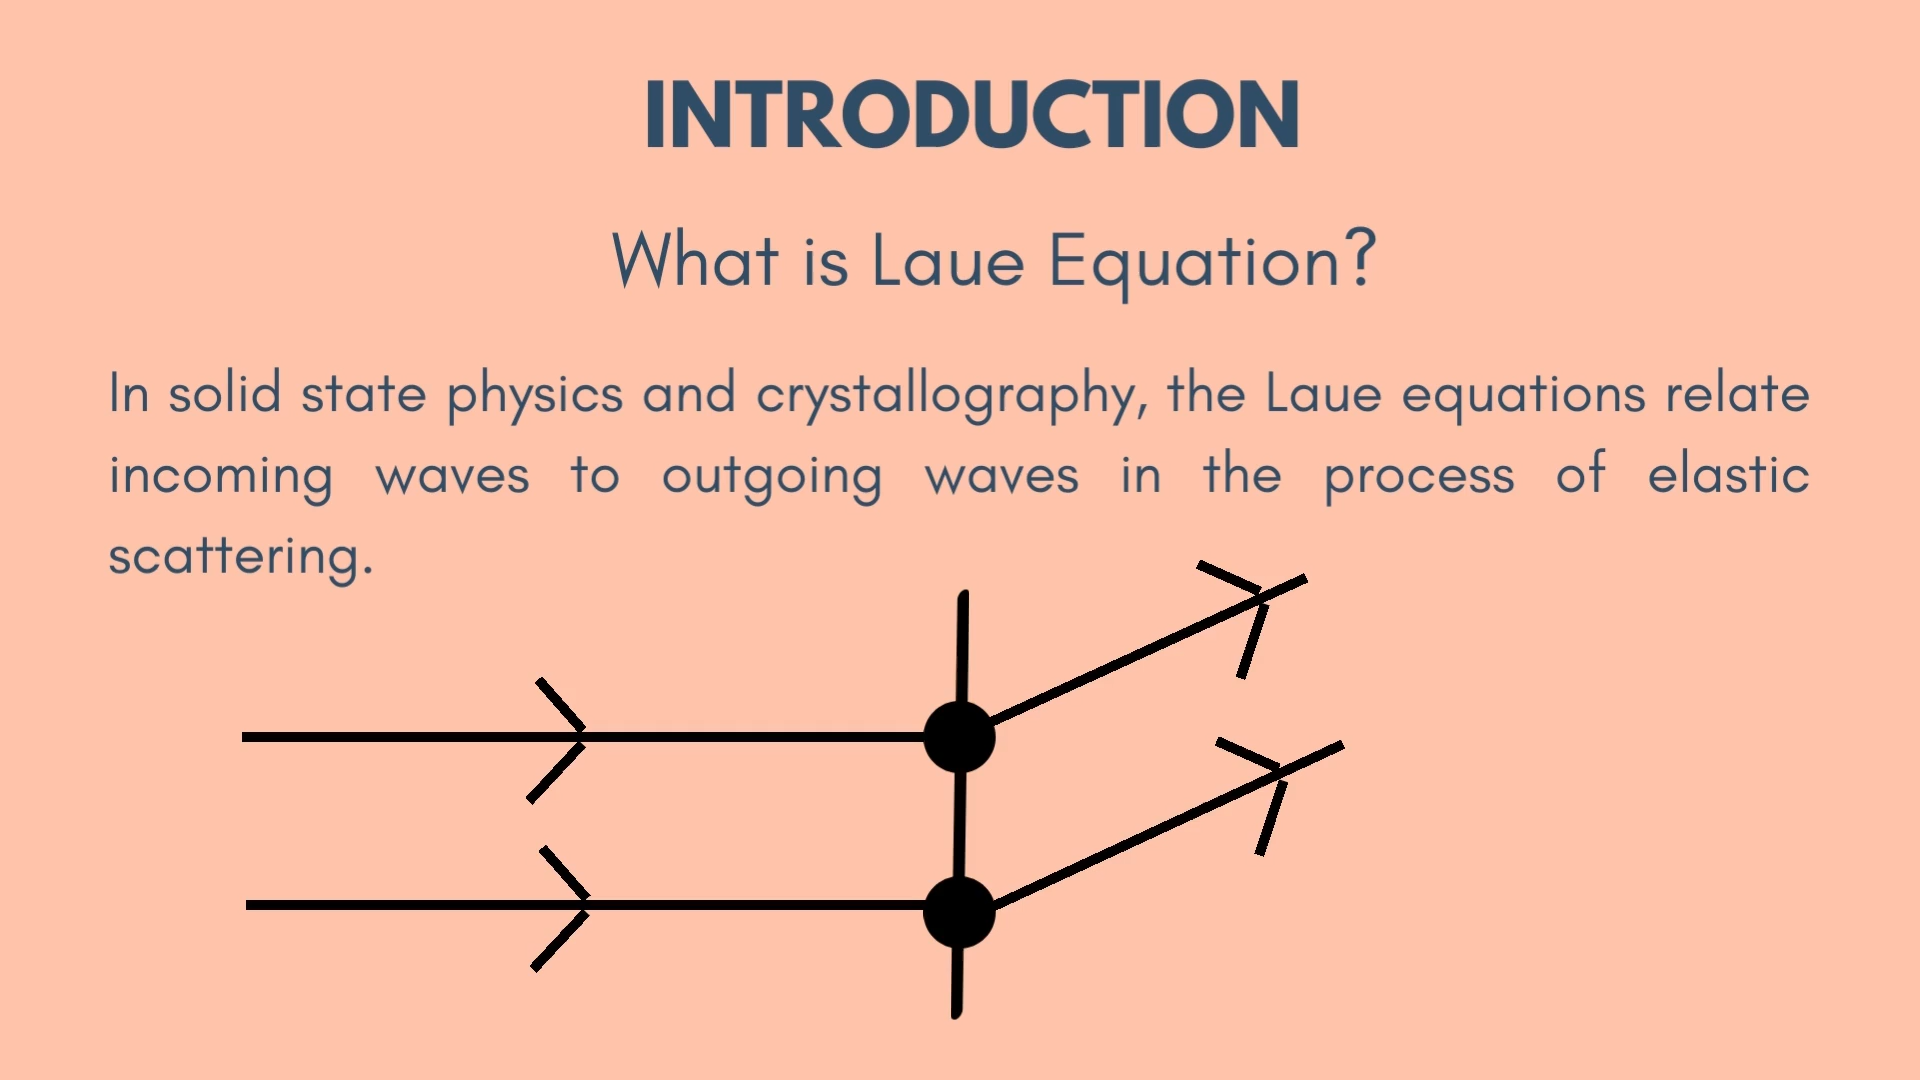 INTRODUCTION
What is Laue Equation?
In solid state physics and crystallography, the Laue equations relate
incoming waves to outgoing waves in the process of elastic
scattering.